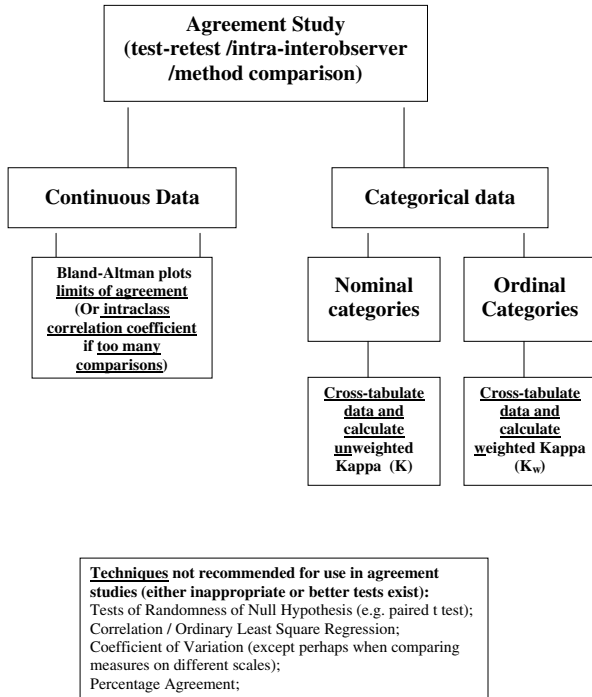 Agreement Study
(test-retest /intra-interobserver
/method comparison)
Continuous Data
Categorical data
Bland-Altman plots
limits of agreement
(Or intraclass
correlation coefficient
if too many
comparisons)
Nominal
categories
Ordinal
Categories
Cross-tabulate
data and
calculate
unweighted
Kappa (K)
Cross-tabulate
data and
calculate
weighted Kappa
(Kw)
Techniques not recommended for use in agreement
studies (either inappropriate or better tests exist):
Tests of Randomness of Null Hypothesis (e.g. paired t test);
Correlation / Ordinary Least Square Regression;
Coefficient of Variation (except perhaps when comparing
measures on different scales);
Percentage Agreement;